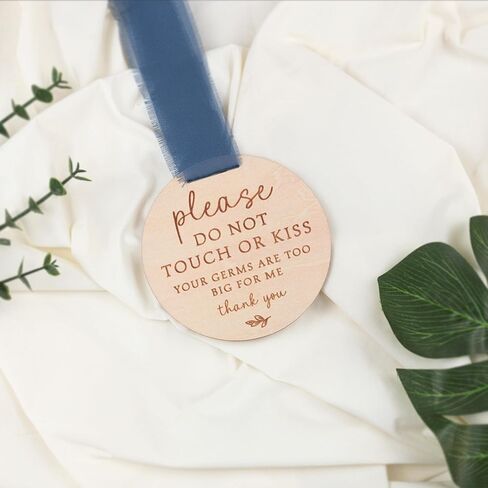 please
DO NOT
TOUCH OR KISS
YOUR GERMS ARE TOO
BIG FOR ME
thank you